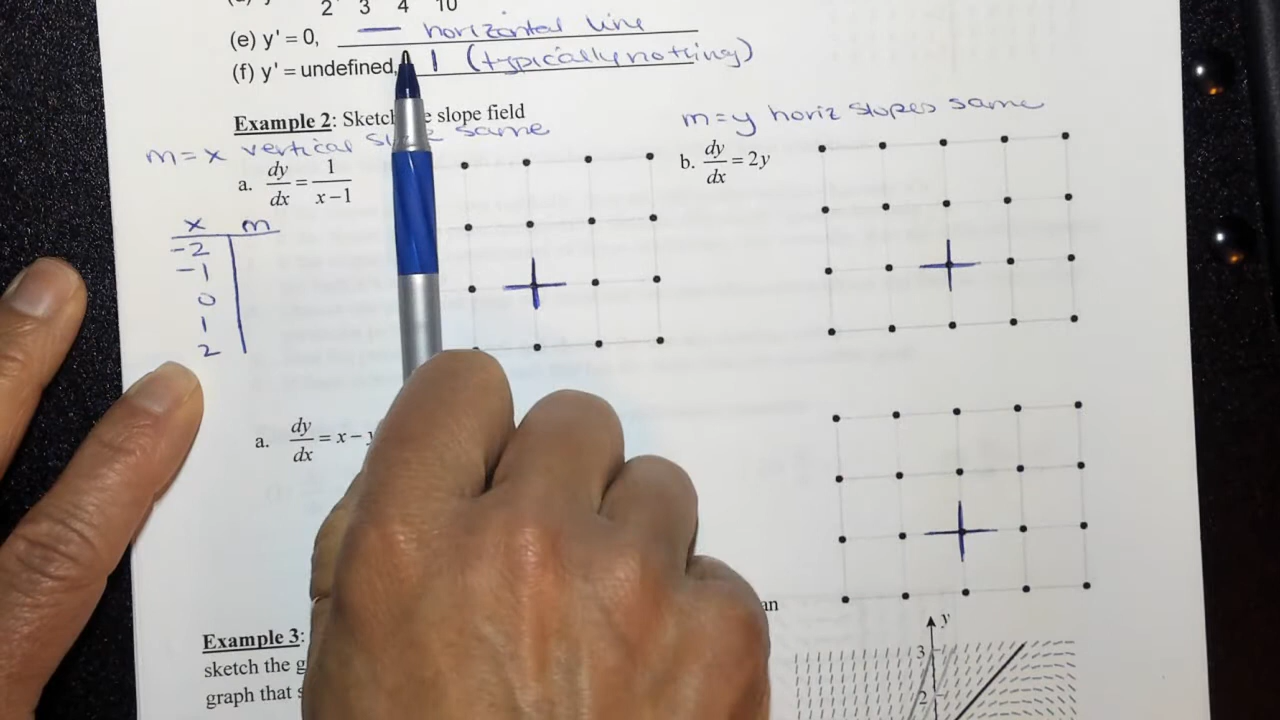 2 3 4 10
(e) y' = 0, — horizontal line
(f) y' = undefined, | (typically nothing)
Example 2: Sketch slope field
m = x vertical same
a. dy/dx = 1/(x−1)
x m
-2
-1
0
1
2
m = y horiz slopes same
b. dy/dx = 2y
a. dy/dx = x −
Example 3:
sketch the g
graph that s
an
y
3
2